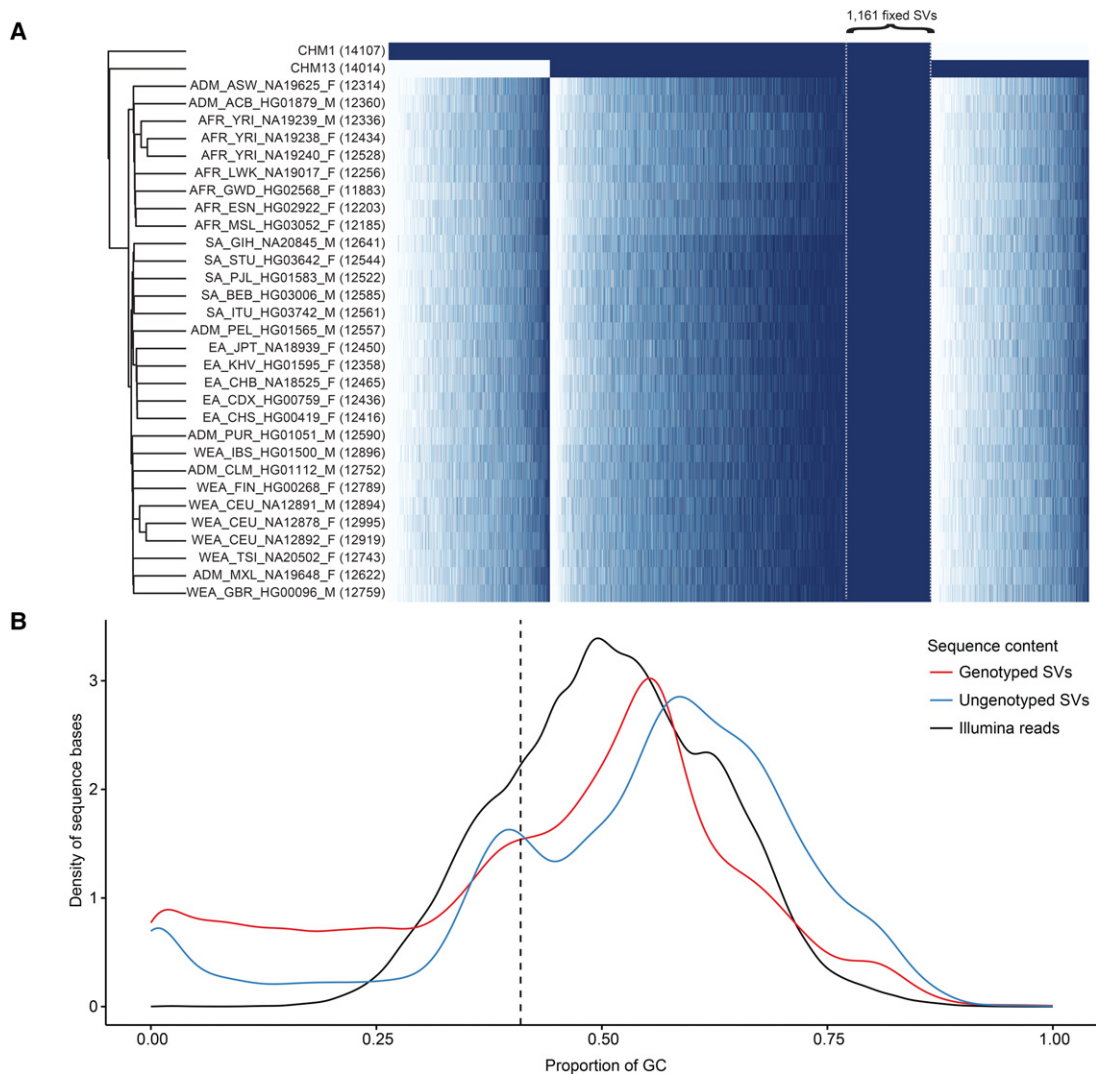 1,161 fixed SVs
A
CHM1 (14107)
CHM13 (14014)
ADM_ASW_NA19625_F (12314)
ADM_ACB_HG01879_M (12360)
AFR_YRI_NA19239_M (12336)
AFR_YRI_NA19238_F (12434)
AFR_YRI_NA19240_F (12528)
AFR_LWK_NA19017_F (12256)
AFR_GWD_HG02568_F (11883)
AFR_ESN_HG02922_F (12203)
AFR_MSL_HG03052_F (12185)
SA_GIH_NA20845_M (12641)
SA_STU_HG03642_F (12544)
SA_PJL_HG01583_M (12522)
SA_BEB_HG03006_M (12585)
SA_ITU_HG03742_M (12561)
ADM_PEL_HG01565_M (12557)
EA_JPT_NA18939_F (12450)
EA_KHV_HG01595_F (12358)
EA_CHB_NA18525_F (12465)
EA_CDX_HG00759_F (12436)
EA_CHS_HG00419_F (12416)
ADM_PUR_HG01051_M (12590)
WEA_IBS_HG01500_M (12896)
ADM_CLM_HG01112_M (12752)
WEA_FIN_HG00268_F (12789)
WEA_CEU_NA12891_M (12894)
WEA_CEU_NA12878_F (12995)
WEA_CEU_NA12892_F (12919)
WEA_TSI_NA20502_F (12743)
ADM_MXL_NA19648_F (12622)
WEA_GBR_HG00096_M (12759)
B
Sequence content
Genotyped SVs
Ungenotyped SVs
Illumina reads
Density of sequence bases
3
2
1
0
0.00 0.25 0.50 0.75 1.00
Proportion of GC